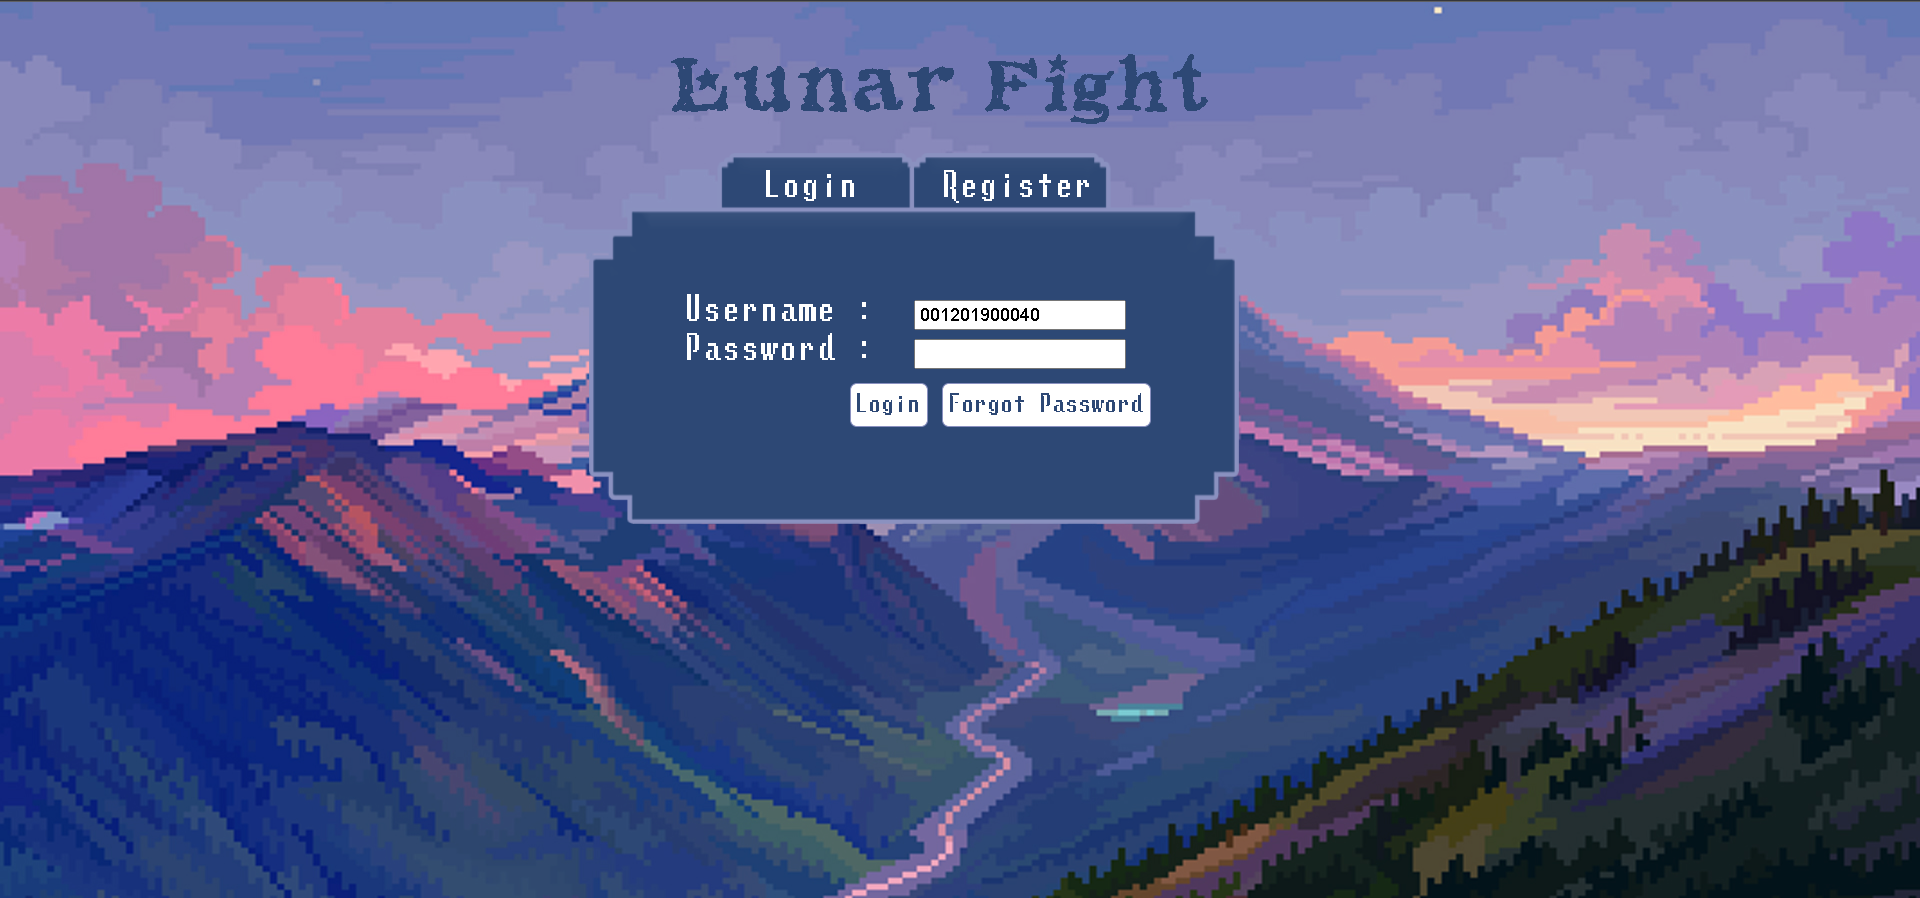 Lunar Fight
Login Register
Username : 001201900040
Password :
Login Forgot Password